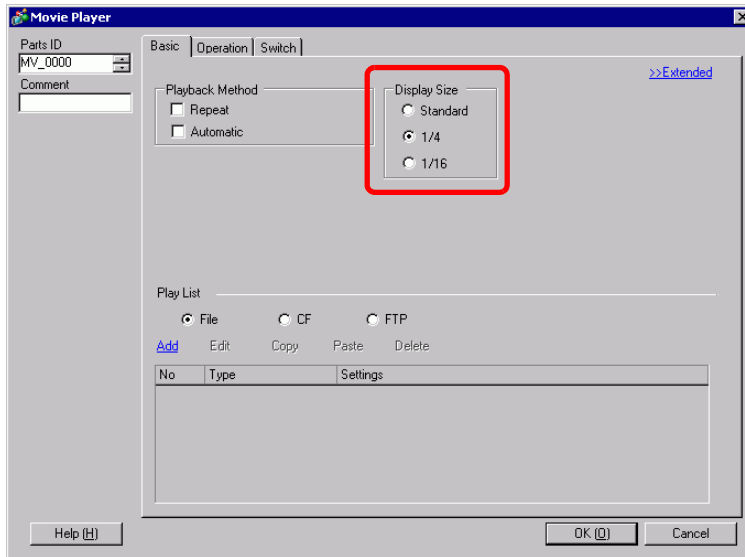 Movie Player
Parts ID
MV_0000
Comment
Basic Operation Switch
>>Extended
Playback Method
Repeat
Automatic
Display Size
Standard
1/4
1/16
Play List
File CF FTP
Add Edit Copy Paste Delete
No Type Settings
Help (H) OK (O) Cancel